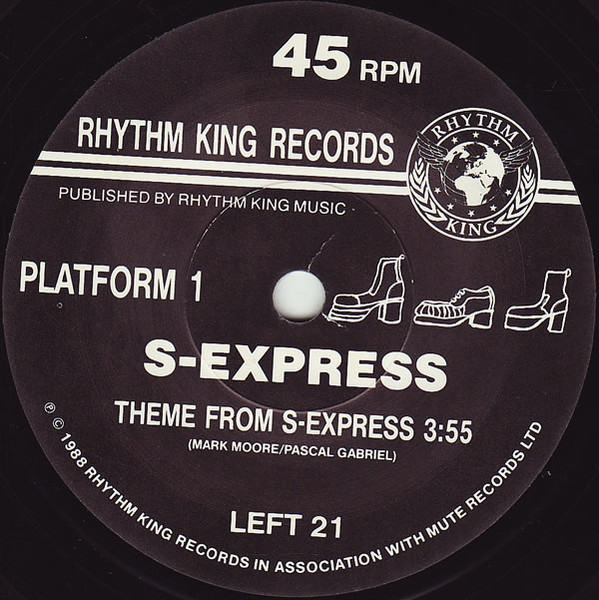 45 RPM
RHYTHM KING RECORDS
RHYTHM
KING
PUBLISHED BY RHYTHM KING MUSIC
PLATFORM 1
S-EXPRESS
THEME FROM S-EXPRESS 3:55
(MARK MOORE/PASCAL GABRIEL)
LEFT 21
℗ © 1988 RHYTHM KING RECORDS IN ASSOCIATION WITH MUTE RECORDS LTD